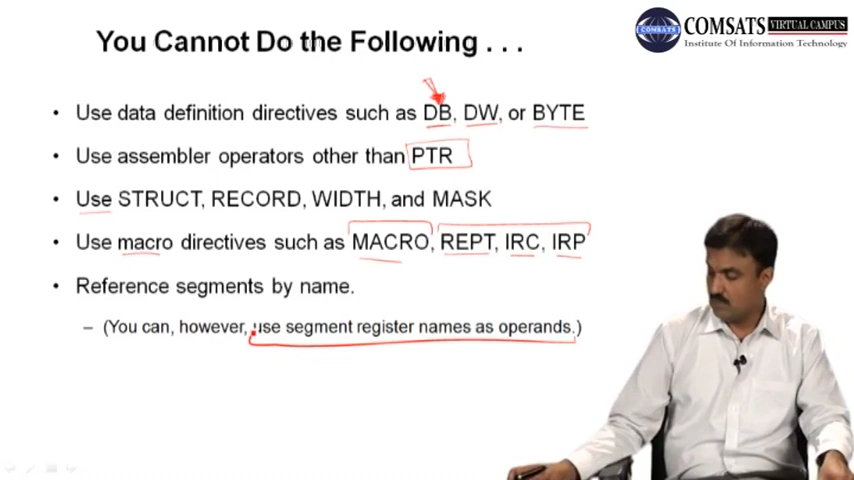 You Cannot Do the Following . . .
COMSATS
COMSATS VIRTUAL CAMPUS
Institute Of Information Technology
• Use data definition directives such as DB, DW, or BYTE
• Use assembler operators other than PTR
• Use STRUCT, RECORD, WIDTH, and MASK
• Use macro directives such as MACRO, REPT, IRC, IRP
• Reference segments by name.
– (You can, however, use segment register names as operands.)